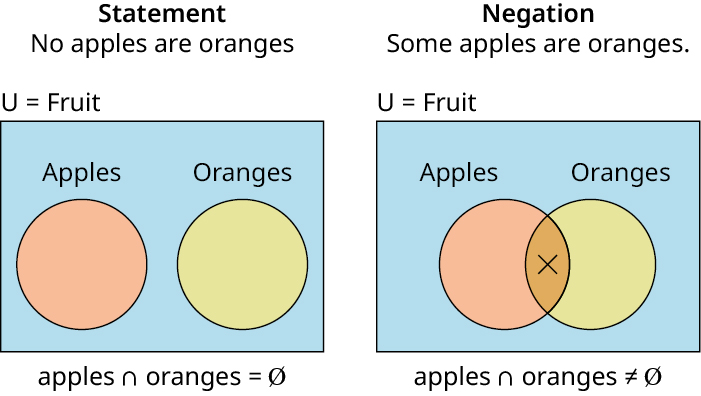 Statement
No apples are oranges
U = Fruit
Apples
Oranges
apples ∩ oranges = Ø
Negation
Some apples are oranges.
U = Fruit
Apples
Oranges
apples ∩ oranges ≠ Ø